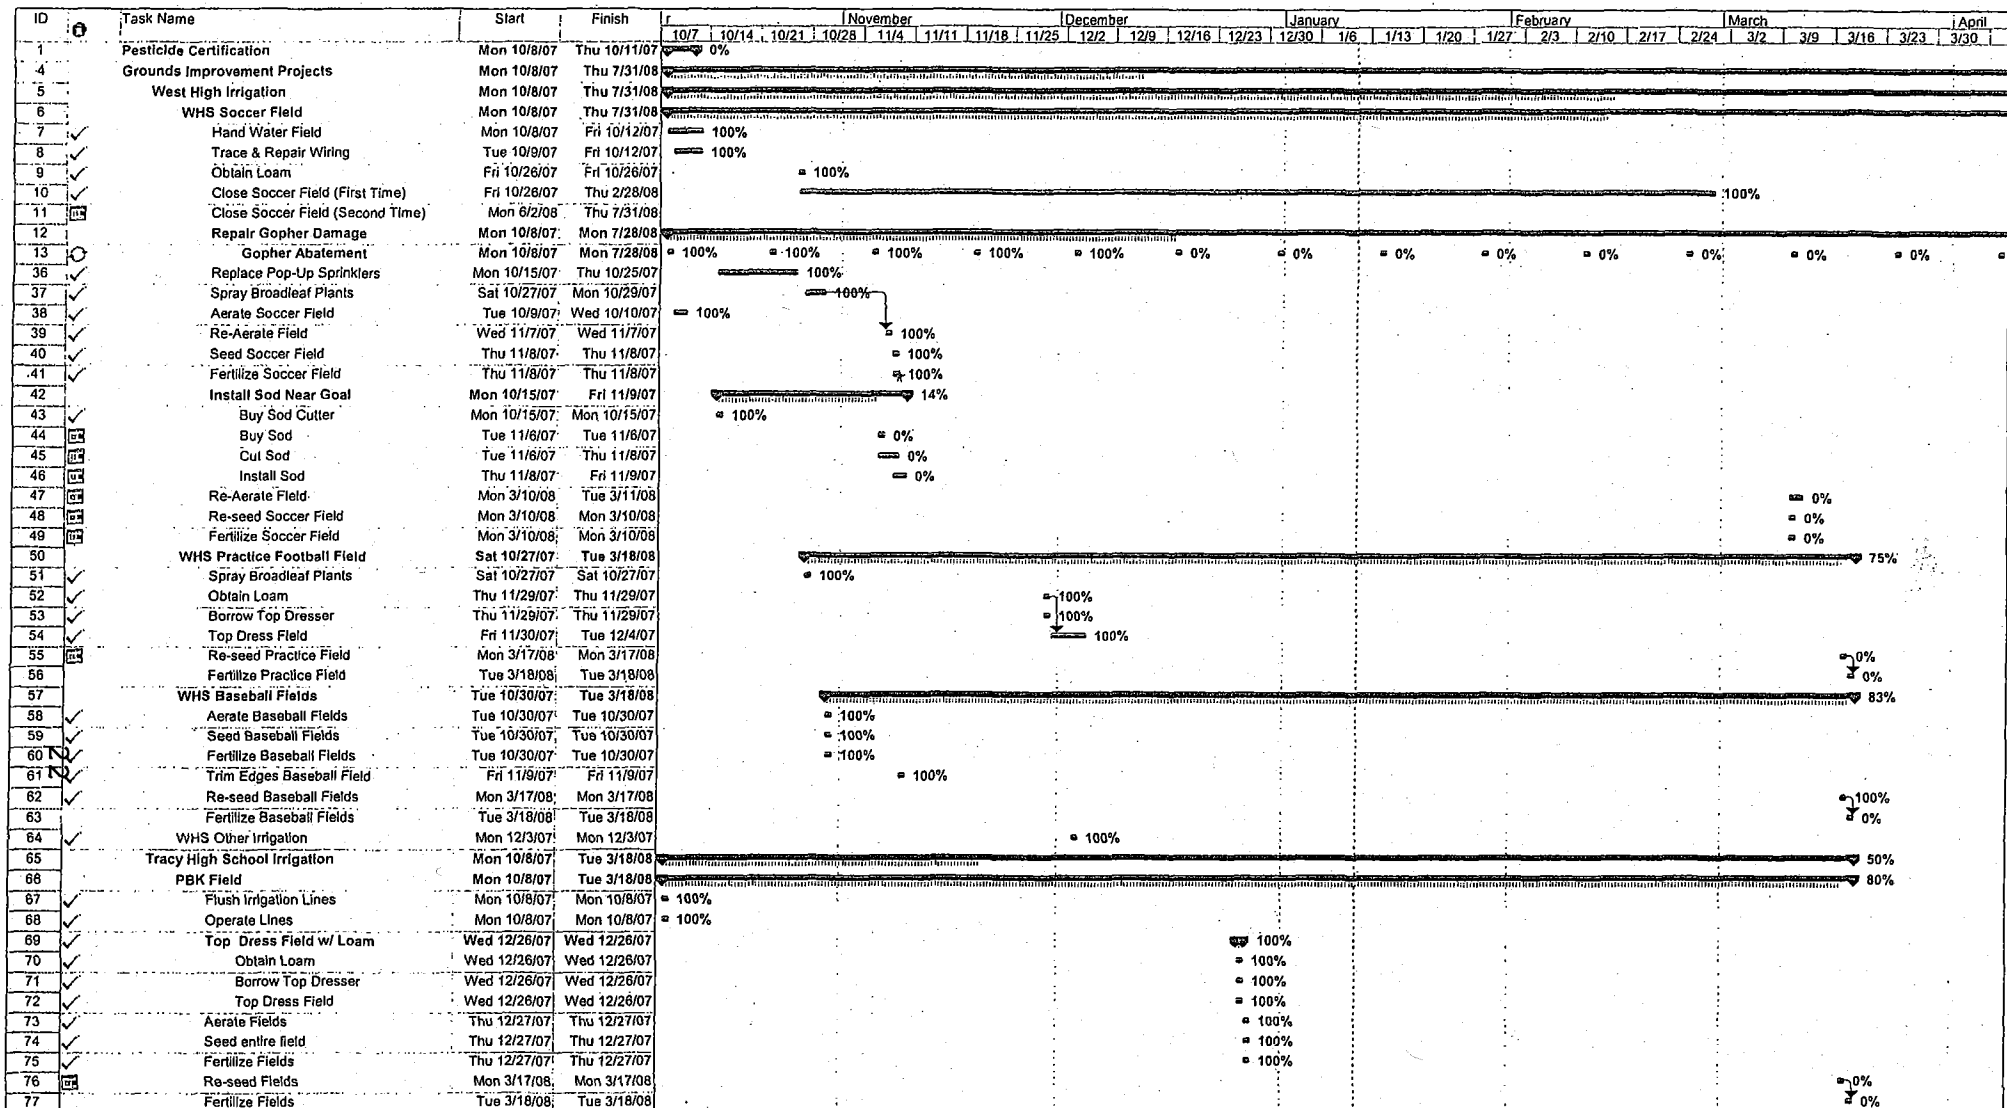 ID Task Name Start Finish r November December January February March April
10/7 10/14 10/21 10/28 11/4 11/11 11/18 11/25 12/2 12/9 12/16 12/23 12/30 1/6 1/13 1/20 1/27 2/3 2/10 2/17 2/24 3/2 3/9 3/16 3/23 3/30
1 Pesticide Certification Mon 10/8/07 Thu 10/11/07 0%
4 Grounds Improvement Projects Mon 10/8/07 Thu 7/31/08
5 West High Irrigation Mon 10/8/07 Thu 7/31/08
6 WHS Soccer Field Mon 10/8/07 Thu 7/31/08
7 Hand Water Field Mon 10/8/07 Fri 10/12/07 100%
8 Trace & Repair Wiring Tue 10/9/07 Fri 10/12/07 100%
9 Obtain Loam Fri 10/26/07 Fri 10/26/07 100%
10 Close Soccer Field (First Time) Fri 10/26/07 Thu 2/28/08 100%
11 Close Soccer Field (Second Time) Mon 6/2/08 Thu 7/31/08
12 Repair Gopher Damage Mon 10/8/07 Mon 7/28/08
13 Gopher Abatement Mon 10/8/07 Mon 7/28/08 100% 100% 100% 100% 100% 0% 0% 0% 0% 0% 0% 0% 0%
36 Replace Pop-Up Sprinklers Mon 10/15/07 Thu 10/25/07 100%
37 Spray Broadleaf Plants Sat 10/27/07 Mon 10/29/07 100%
38 Aerate Soccer Field Tue 10/9/07 Wed 10/10/07 100%
39 Re-Aerate Field Wed 11/7/07 Wed 11/7/07 100%
40 Seed Soccer Field Thu 11/8/07 Thu 11/8/07 100%
41 Fertilize Soccer Field Thu 11/8/07 Thu 11/8/07 100%
42 Install Sod Near Goal Mon 10/15/07 Fri 11/9/07 14%
43 Buy Sod Cutter Mon 10/15/07 Mon 10/15/07 100%
44 Buy Sod Tue 11/6/07 Tue 11/6/07 0%
45 Cut Sod Tue 11/6/07 Thu 11/8/07 0%
46 Install Sod Thu 11/8/07 Fri 11/9/07 0%
47 Re-Aerate Field Mon 3/10/08 Tue 3/11/08 0%
48 Re-seed Soccer Field Mon 3/10/08 Mon 3/10/08 0%
49 Fertilize Soccer Field Mon 3/10/08 Mon 3/10/08 0%
50 WHS Practice Football Field Sat 10/27/07 Tue 3/18/08 75%
51 Spray Broadleaf Plants Sat 10/27/07 Sat 10/27/07 100%
52 Obtain Loam Thu 11/29/07 Thu 11/29/07 100%
53 Borrow Top Dresser Thu 11/29/07 Thu 11/29/07 100%
54 Top Dress Field Fri 11/30/07 Tue 12/4/07 100%
55 Re-seed Practice Field Mon 3/17/08 Mon 3/17/08 0%
56 Fertilize Practice Field Tue 3/18/08 Tue 3/18/08 0%
57 WHS Baseball Fields Tue 10/30/07 Tue 3/18/08 83%
58 Aerate Baseball Fields Tue 10/30/07 Tue 10/30/07 100%
59 Seed Baseball Fields Tue 10/30/07 Tue 10/30/07 100%
60 Fertilize Baseball Fields Tue 10/30/07 Tue 10/30/07 100%
61 Trim Edges Baseball Field Fri 11/9/07 Fri 11/9/07 100%
62 Re-seed Baseball Fields Mon 3/17/08 Mon 3/17/08 100%
63 Fertilize Baseball Fields Tue 3/18/08 Tue 3/18/08 0%
64 WHS Other Irrigation Mon 12/3/07 Mon 12/3/07 100%
65 Tracy High School Irrigation Mon 10/8/07 Tue 3/18/08 50%
66 PBK Field Mon 10/8/07 Tue 3/18/08 80%
67 Flush Irrigation Lines Mon 10/8/07 Mon 10/8/07 100%
68 Operate Lines Mon 10/8/07 Mon 10/8/07 100%
69 Top Dress Field w/ Loam Wed 12/26/07 Wed 12/26/07 100%
70 Obtain Loam Wed 12/26/07 Wed 12/26/07 100%
71 Borrow Top Dresser Wed 12/26/07 Wed 12/26/07 100%
72 Top Dress Field Wed 12/26/07 Wed 12/26/07 100%
73 Aerate Fields Thu 12/27/07 Thu 12/27/07 100%
74 Seed entire field Thu 12/27/07 Thu 12/27/07 100%
75 Fertilize Fields Thu 12/27/07 Thu 12/27/07 100%
76 Re-seed Fields Mon 3/17/08 Mon 3/17/08 0%
77 Fertilize Fields Tue 3/18/08 Tue 3/18/08 0%